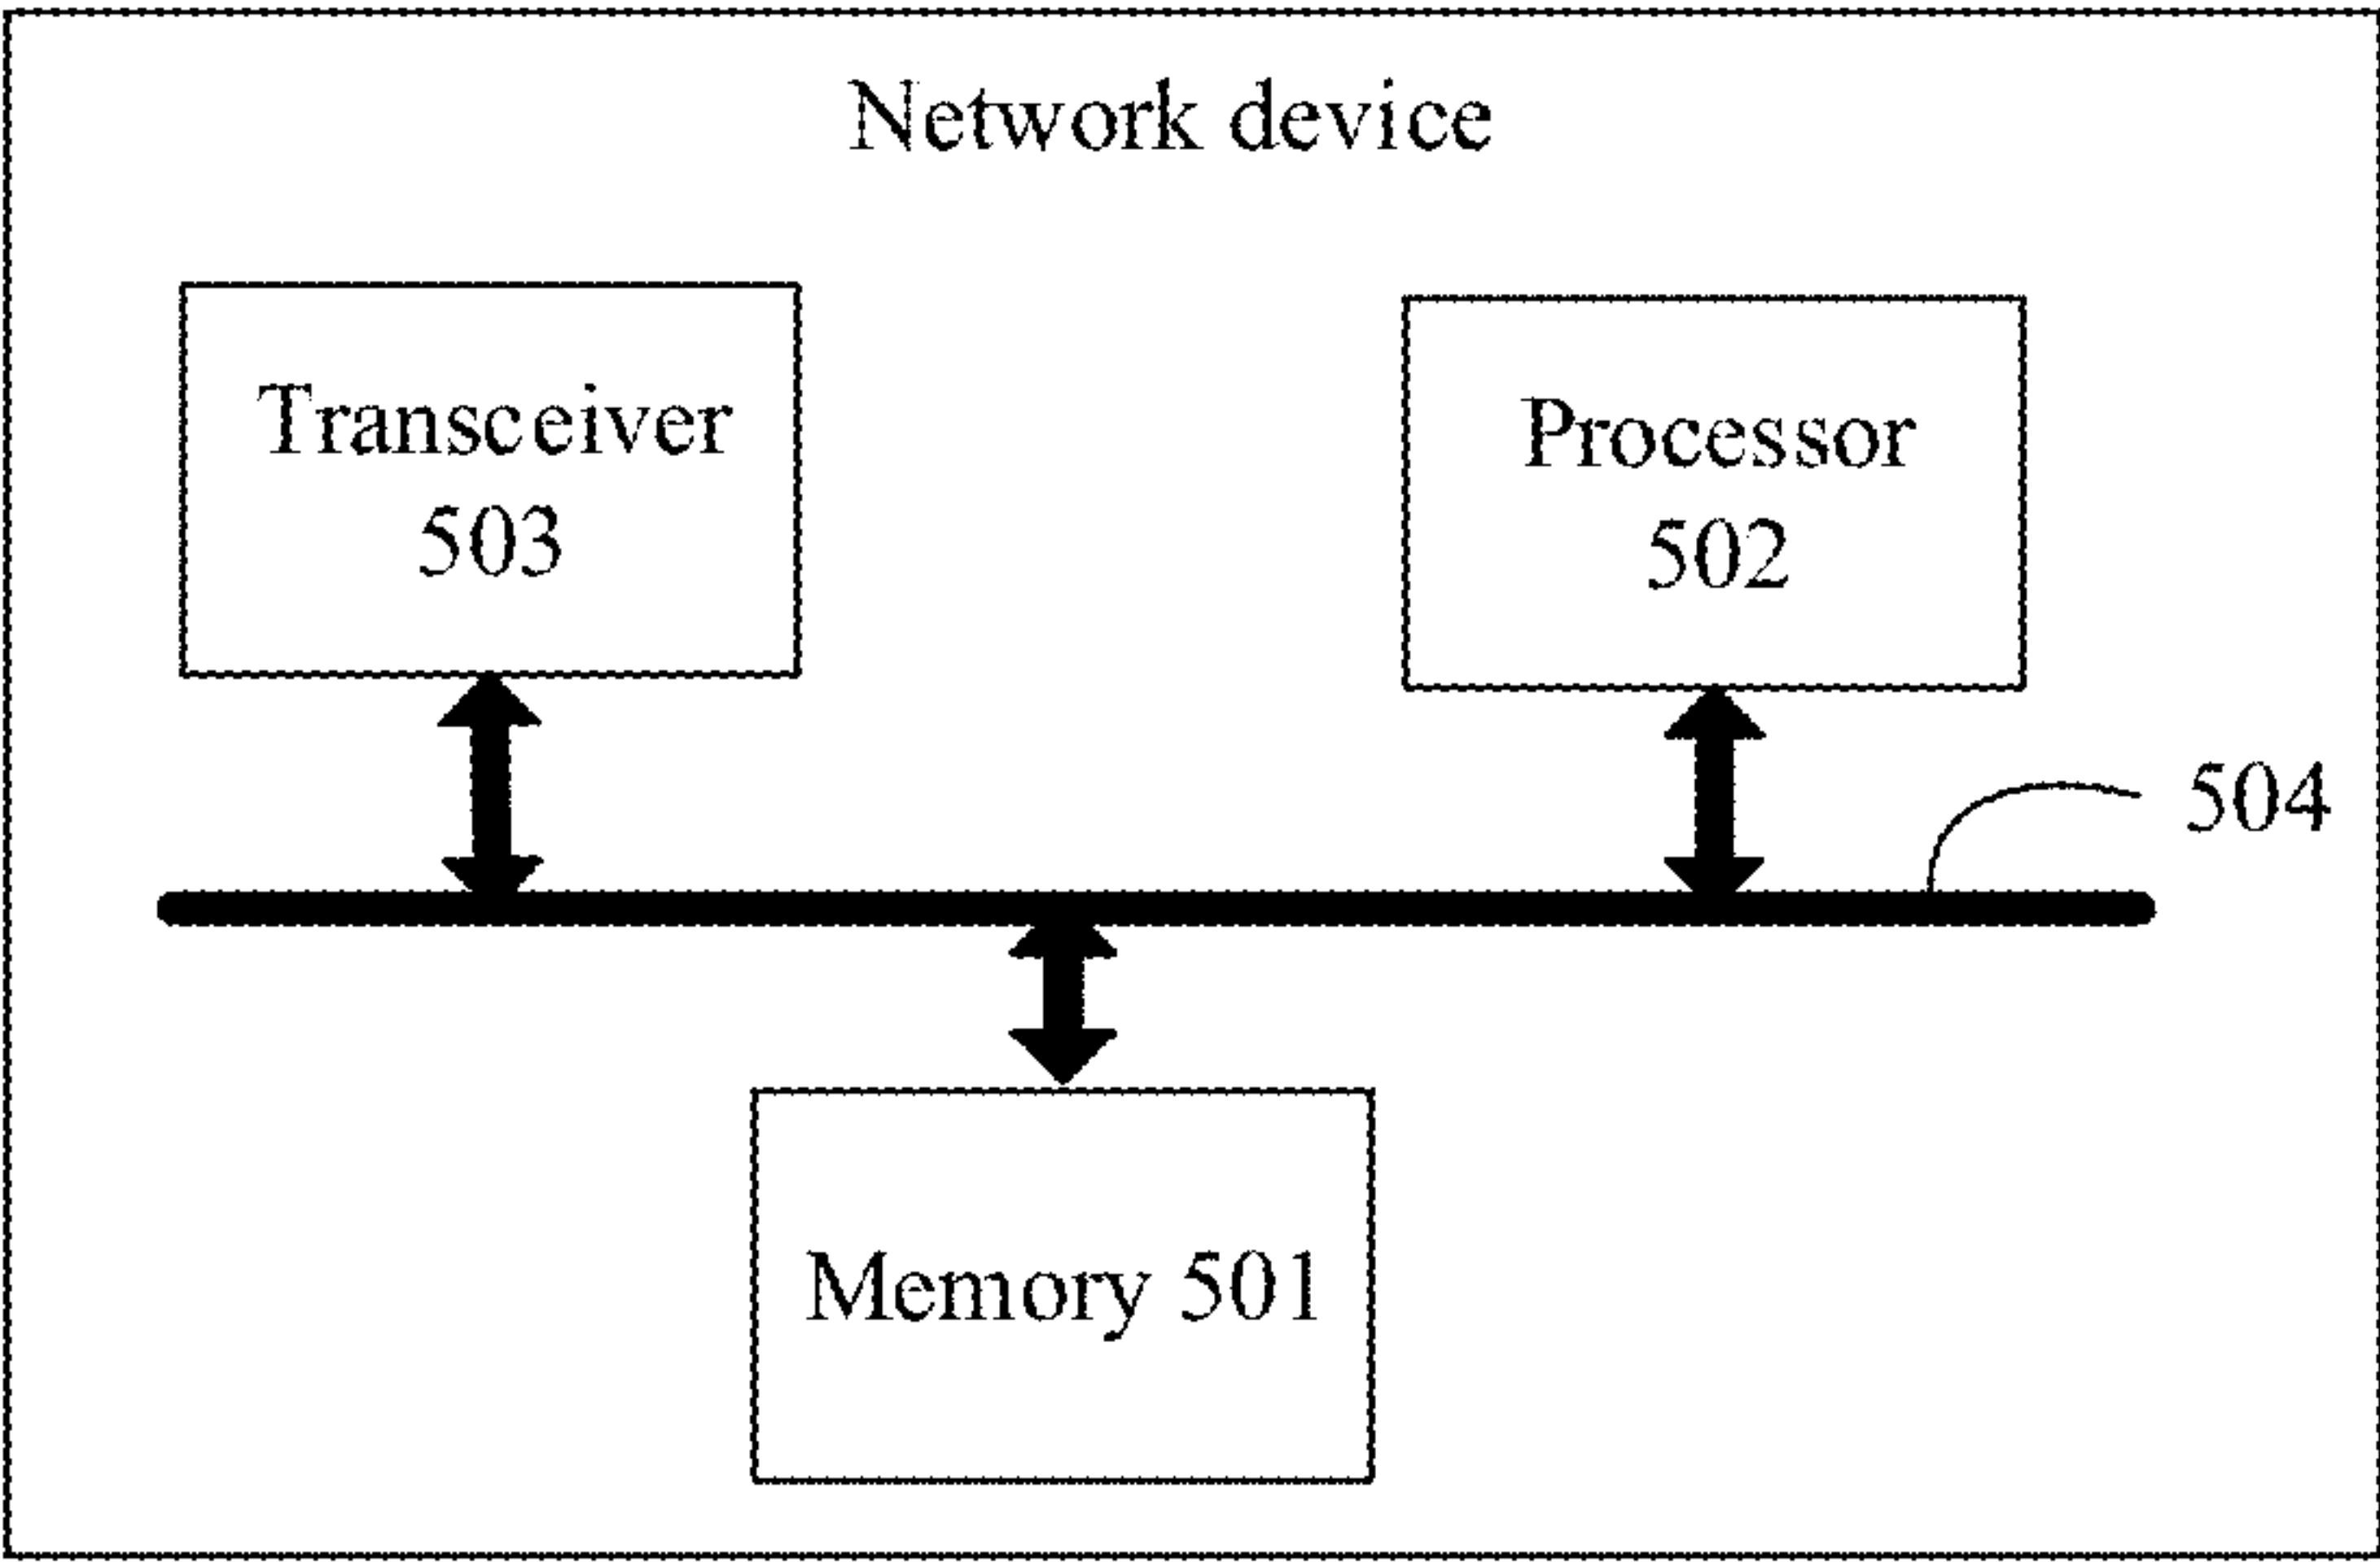 Network device
Transceiver
503
Processor
502
504
Memory 501